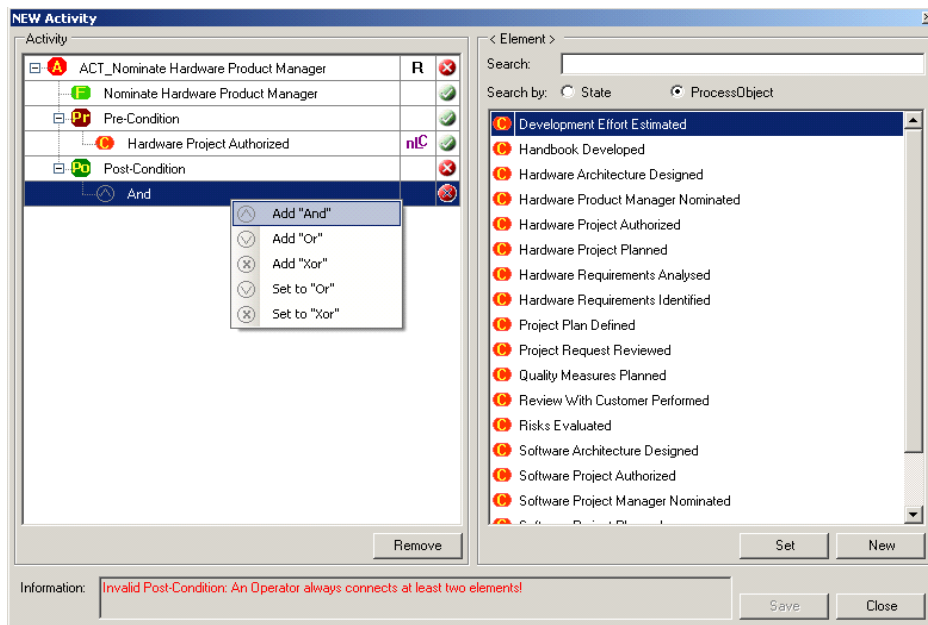 NEW Activity
Activity
A ACT_Nominate Hardware Product Manager R
F Nominate Hardware Product Manager
Pr Pre-Condition
C Hardware Project Authorized nLC
Po Post-Condition
And
Add "And"
Add "Or"
Add "Xor"
Set to "Or"
Set to "Xor"
Remove
< Element >
Search:
Search by: State ProcessObject
C Development Effort Estimated
C Handbook Developed
C Hardware Architecture Designed
C Hardware Product Manager Nominated
C Hardware Project Authorized
C Hardware Project Planned
C Hardware Requirements Analysed
C Hardware Requirements Identified
C Project Plan Defined
C Project Request Reviewed
C Quality Measures Planned
C Review With Customer Performed
C Risks Evaluated
C Software Architecture Designed
C Software Project Authorized
C Software Project Manager Nominated
Set New
Information: Invalid Post-Condition: An Operator always connects at least two elements!
Save Close